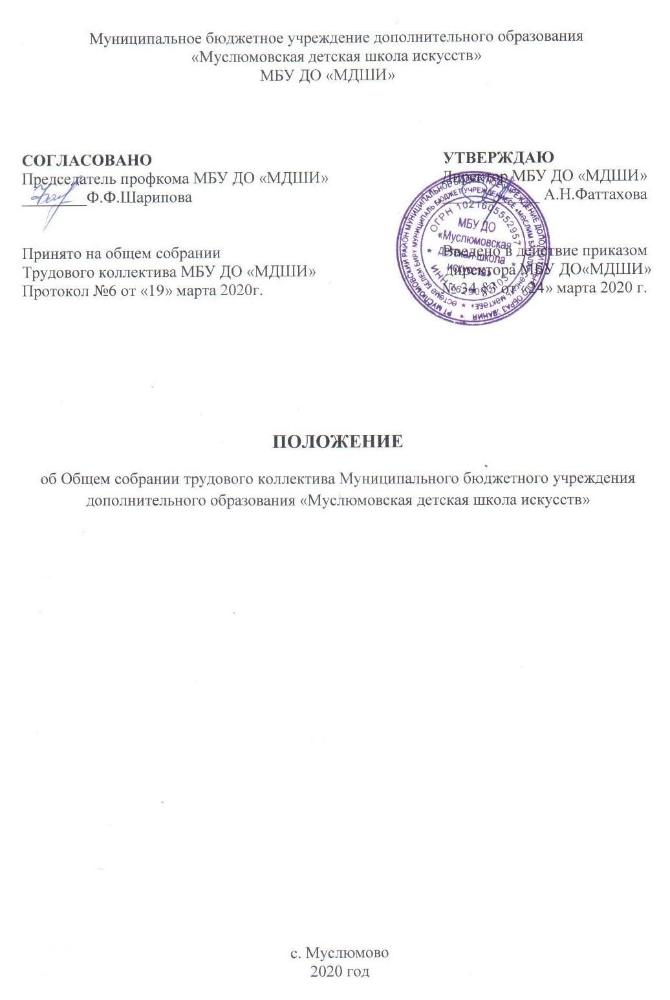 Муниципальное бюджетное учреждение дополнительного образования
«Муслюмовская детская школа искусств»
МБУ ДО «МДШИ»
СОГЛАСОВАНО
Председатель профкома МБУ ДО «МДШИ»
Ф.Ф.Шарипова
Принято на общем собрании
Трудового коллектива МБУ ДО «МДШИ»
Протокол №6 от «19» марта 2020г.
УТВЕРЖДАЮ
Директор МБУ ДО «МДШИ»
А.Н.Фаттахова
Введено в действие приказом
директора МБУ ДО«МДШИ»
№ 34 §3 от «24» марта 2020 г.
ОГРН 1021605552957
МБУ ДО
«Муслюмовская
детская школа
искусств»
ПОЛОЖЕНИЕ
об Общем собрании трудового коллектива Муниципального бюджетного учреждения
дополнительного образования «Муслюмовская детская школа искусств»
с. Муслюмово
2020 год